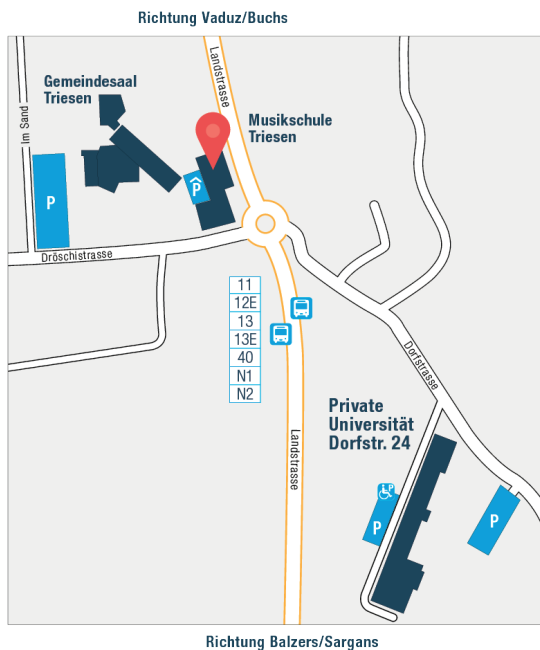 Richtung Vaduz/Buchs
Gemeindesaal
Triesen
Landstrasse
Musikschule
Triesen
Im Sand
P
P
Dröschistrasse
11
12E
13
13E
40
N1
N2
Dorfstrasse
Private
Universität
Dorfstr. 24
Landstrasse
LP
P
P
Richtung Balzers/Sargans